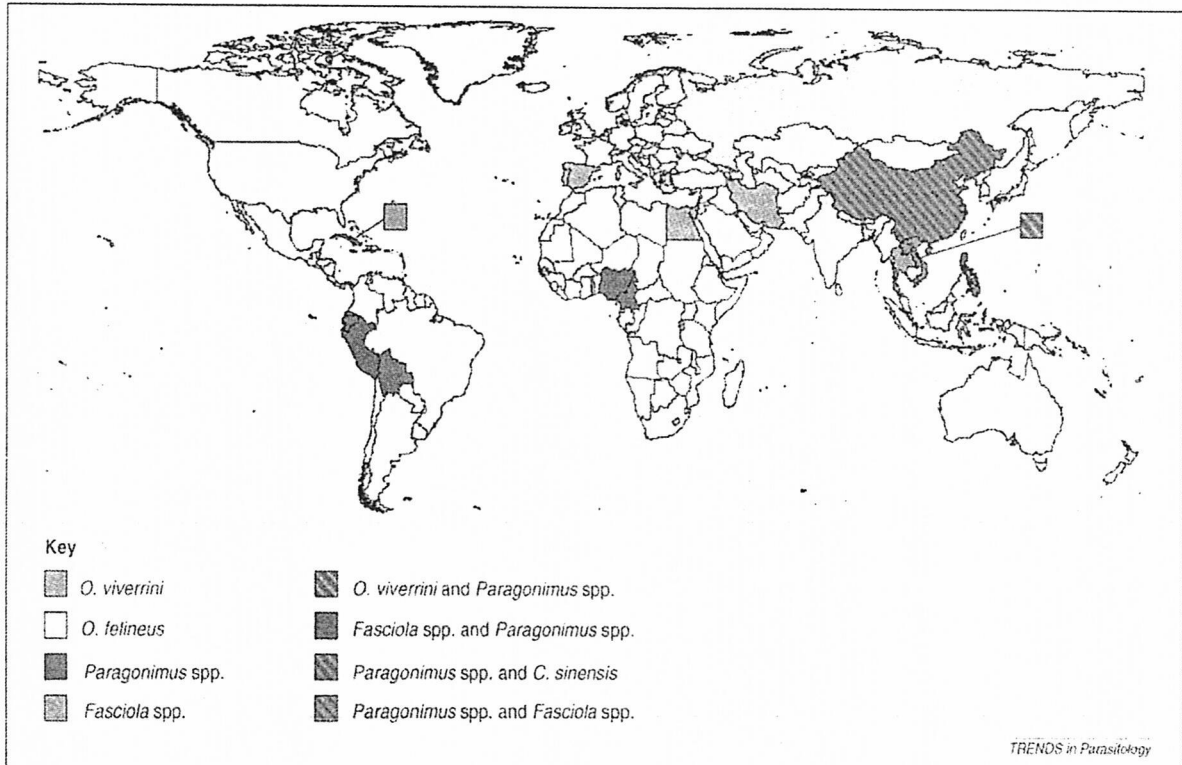 Key
O. viverrini
O. felineus
Paragonimus spp.
Fasciola spp.
O. viverrini and Paragonimus spp.
Fasciola spp. and Paragonimus spp.
Paragonimus spp. and C. sinensis
Paragonimus spp. and Fasciola spp.
TRENDS in Parasitology